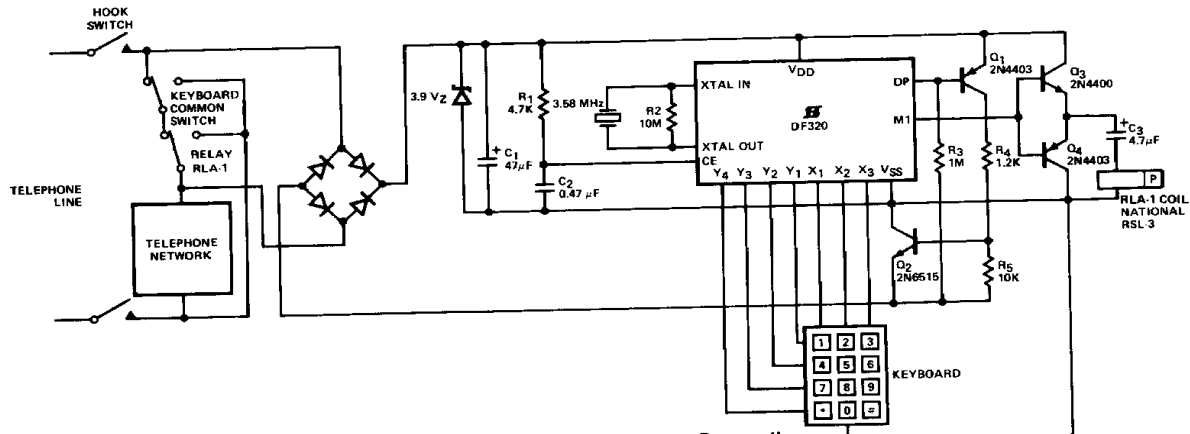 HOOK
SWITCH
KEYBOARD
COMMON
SWITCH
RELAY
RLA-1
TELEPHONE
LINE
TELEPHONE
NETWORK
3.9 VZ
C1
47µF
R1
4.7K
C2
0.47 µF
3.58 MHz
R2
10M
XTAL IN
XTAL OUT
CE
VDD
DF320
DP
M1
Y4 Y3 Y2 Y1 X1 X2 X3 VSS
R3
1M
R4
1.2K
Q1
2N4403
Q3
2N4400
Q4
2N4403
C3
4.7µF
P
RLA-1 COIL
NATIONAL
RSL-3
Q2
2N6515
R5
10K
1 2 3
4 5 6
7 8 9
* 0 =
KEYBOARD